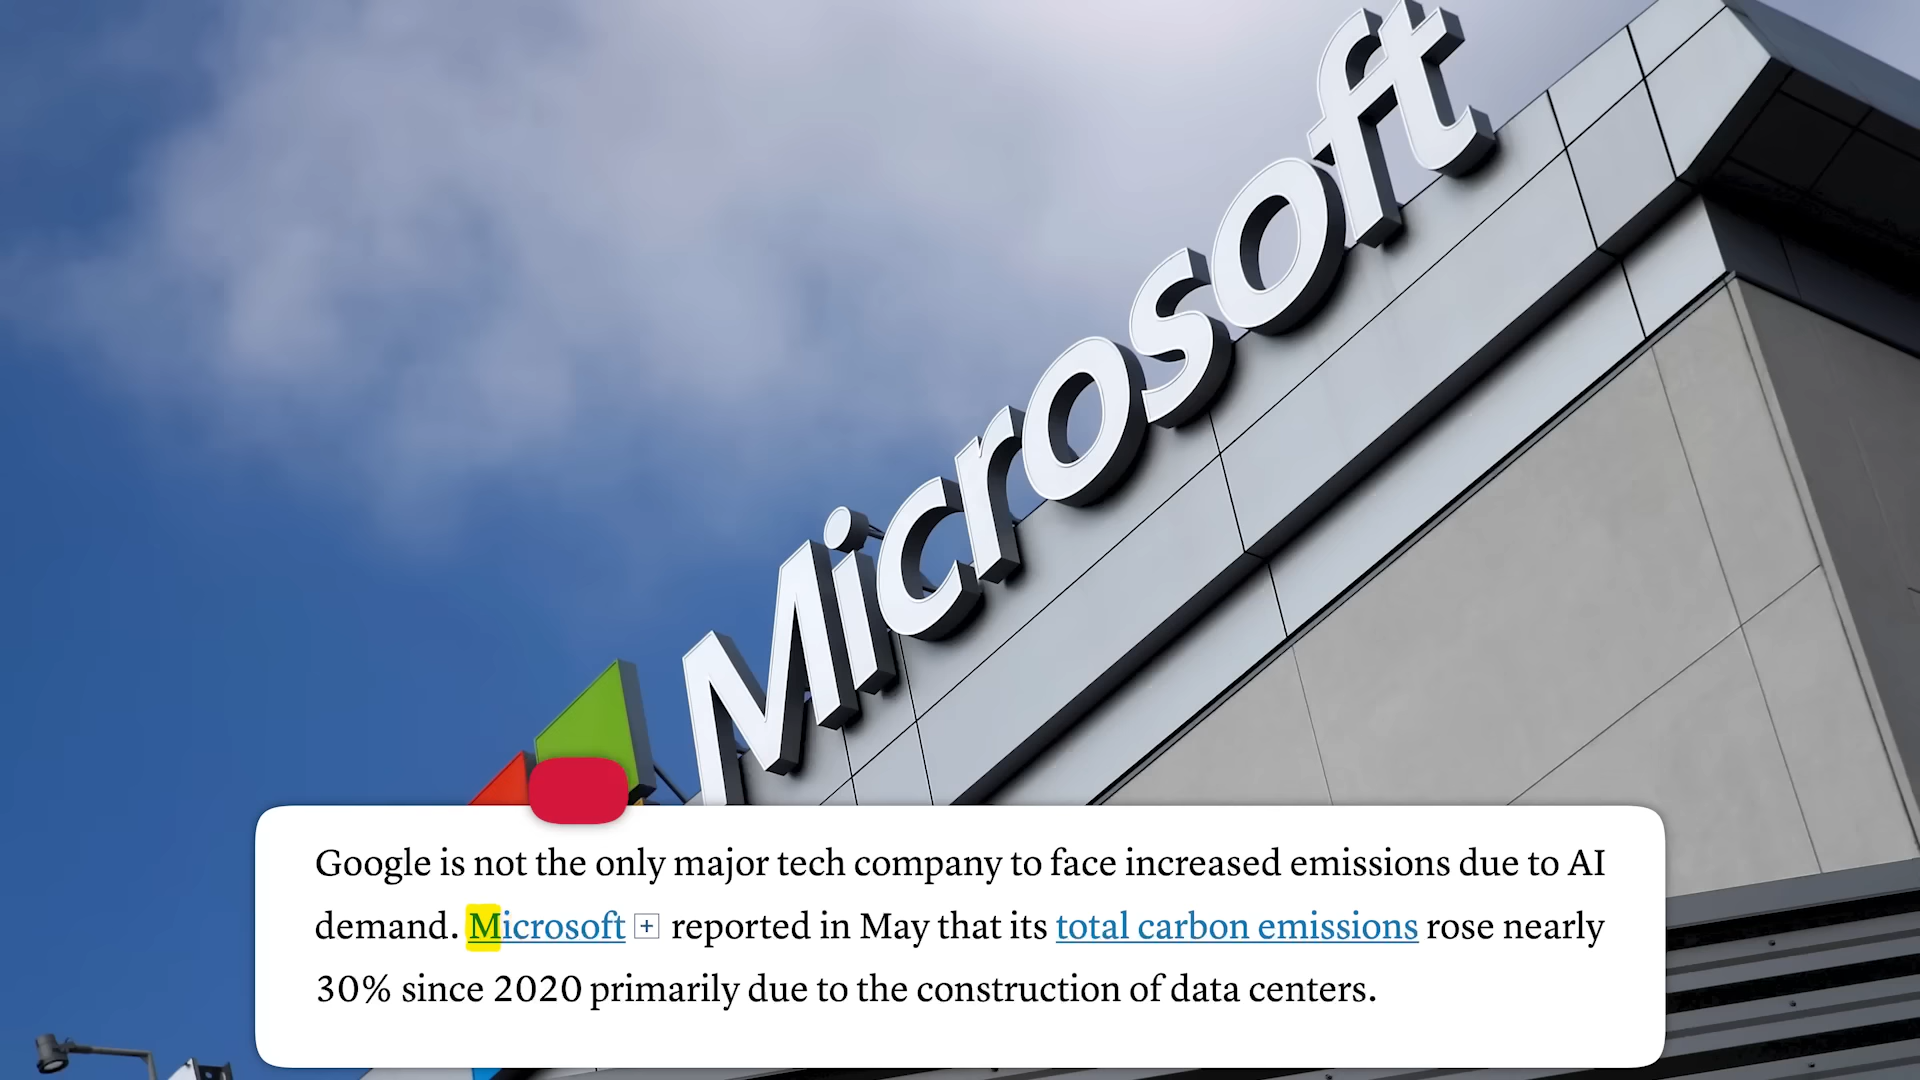 Microsoft
Google is not the only major tech company to face increased emissions due to AI
demand. Microsoft + reported in May that its total carbon emissions rose nearly
30% since 2020 primarily due to the construction of data centers.